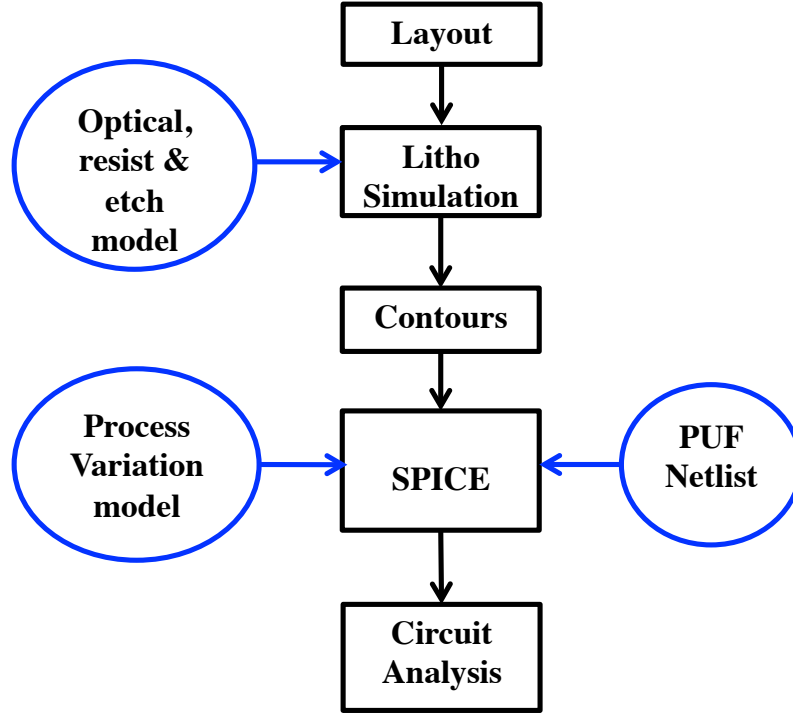 Layout
Optical,
resist &
etch
model
Litho
Simulation
Contours
Process
Variation
model
SPICE
PUF
Netlist
Circuit
Analysis